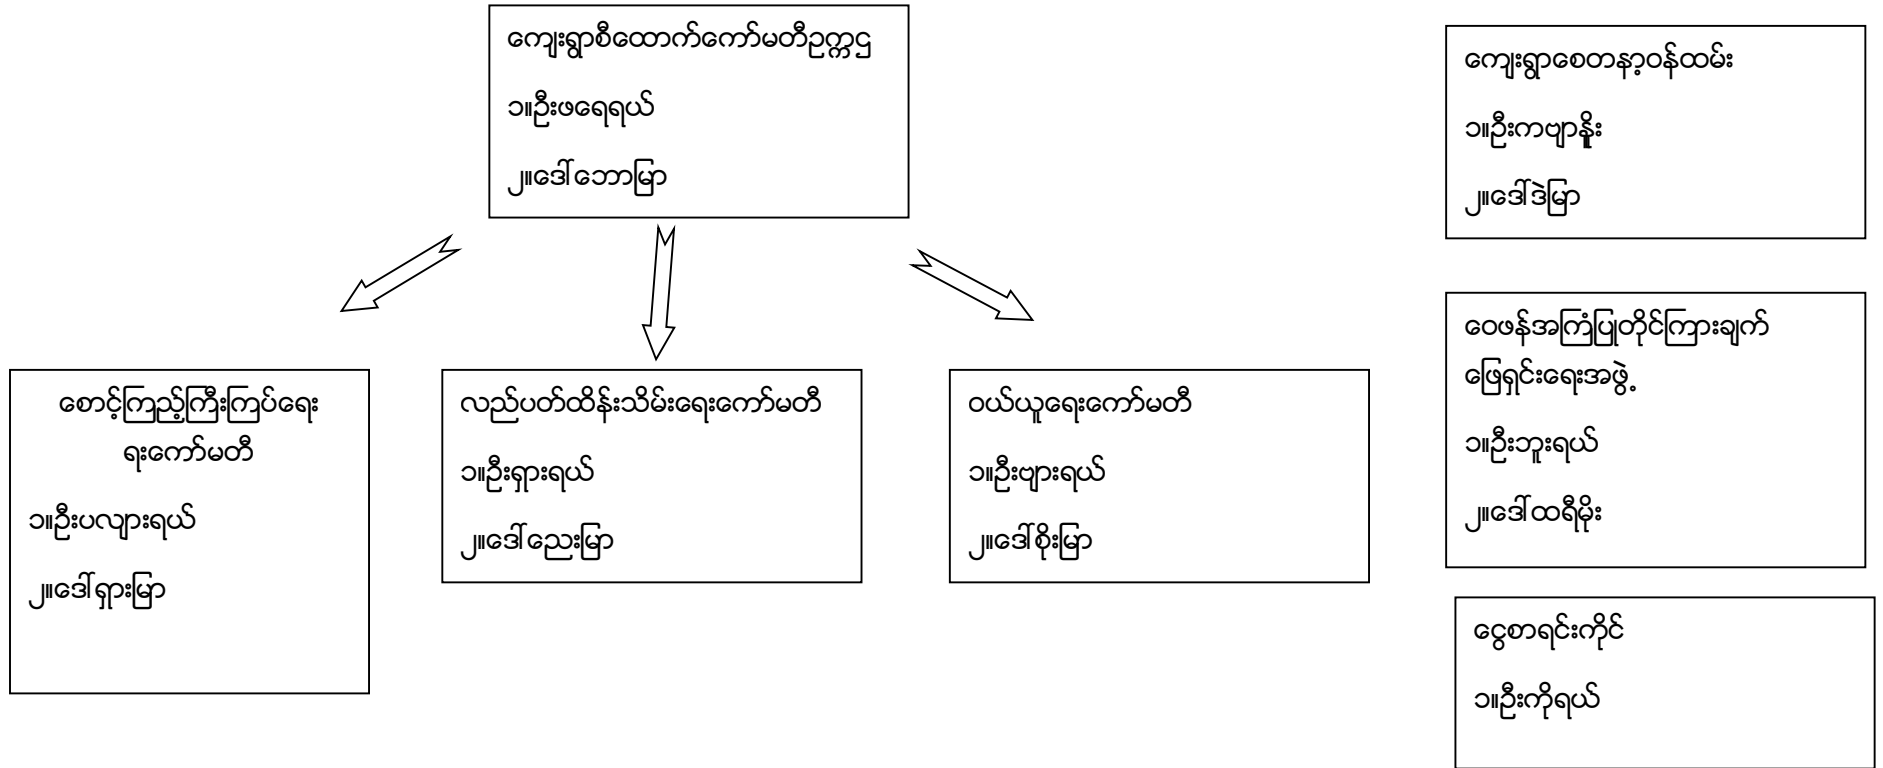 ကျေးရွာစီထောက်ကော်မတီဥက္ကဌ
၁။ဦးဖရေရယ်
၂။ဒေါ်ဘောမြာ
ကျေးရွာစေတနာ့ဝန်ထမ်း
၁။ဦးကဗျာနိူး
၂။ဒေါ်ဒဲမြာ
ဝေဖန်အကြံပြုတိုင်ကြားချက်
ဖြေရှင်းရေးအဖွဲ့
၁။ဦးဘူးရယ်
၂။ဒေါ်ထရီမိုး
စောင့်ကြည့်ကြီးကြပ်ရေး
ရးကော်မတီ
၁။ဦးပလျားရယ်
၂။ဒေါ်ရှားမြာ
လည်ပတ်ထိန်းသိမ်းရေးကော်မတီ
၁။ဦးရှားရယ်
၂။ဒေါ်ညေးမြာ
ဝယ်ယူရေးကော်မတီ
၁။ဦးဗျားရယ်
၂။ဒေါ်စိုးမြာ
ငွေစာရင်းကိုင်
၁။ဦးကိုရယ်